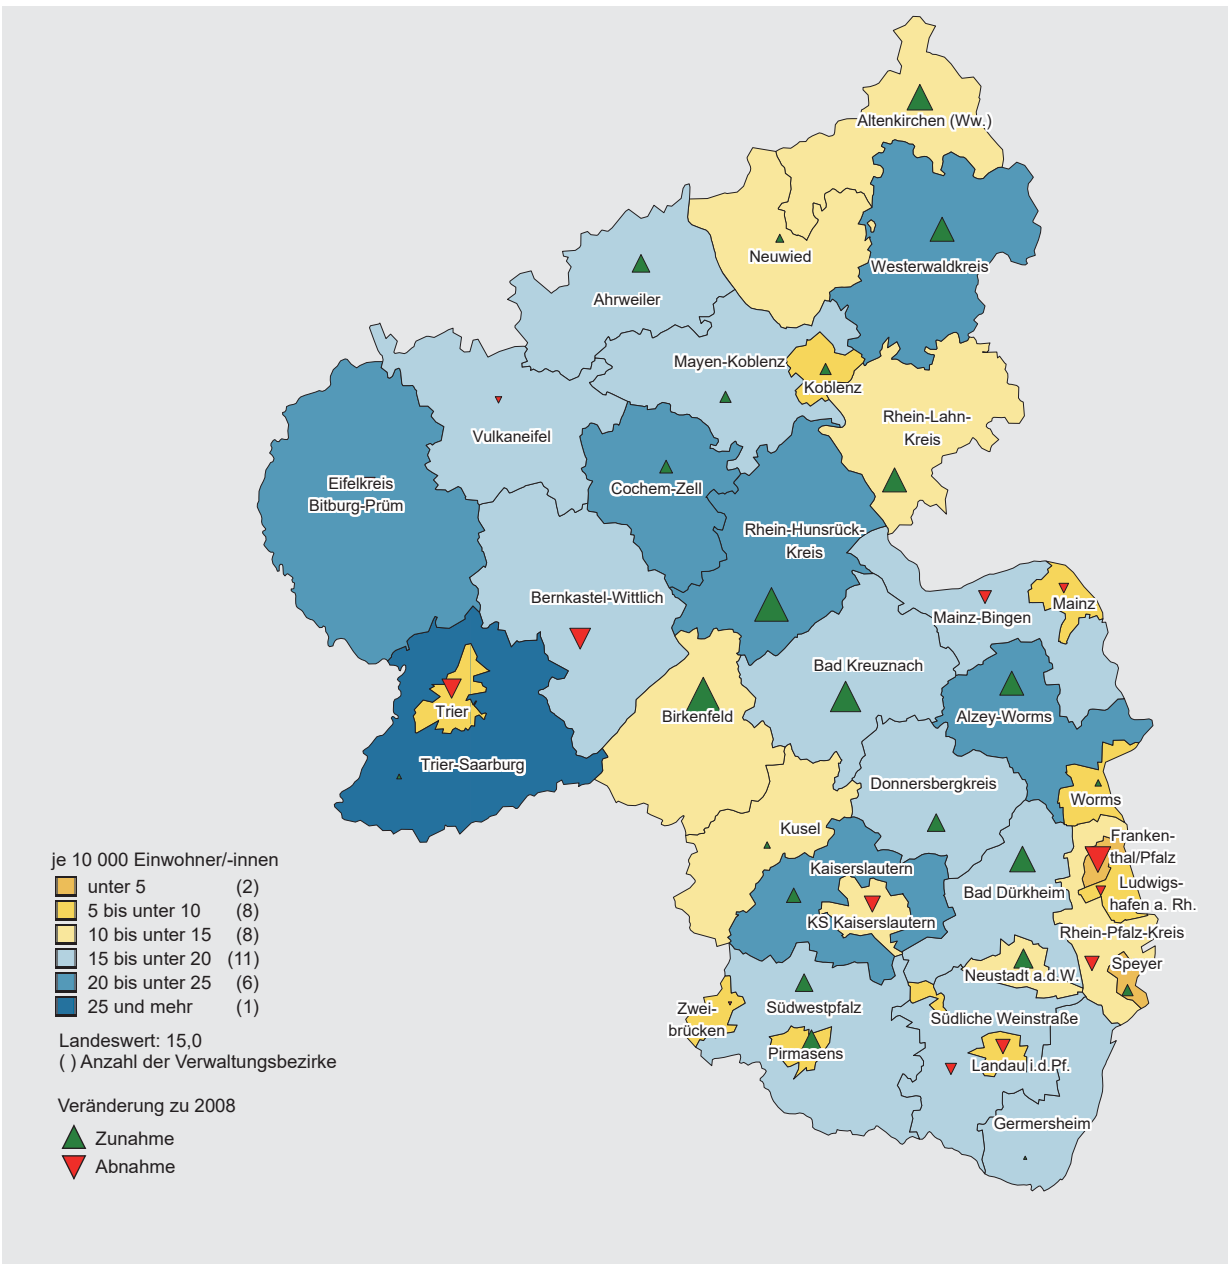 Altenkirchen (Ww.)
Neuwied
Westerwaldkreis
Ahrweiler
Mayen-Koblenz
Koblenz
Rhein-Lahn-
Kreis
Vulkaneifel
Cochem-Zell
Eifelkreis
Bitburg-Prüm
Rhein-Hunsrück-
Kreis
Bernkastel-Wittlich
Mainz-Bingen
Mainz
Bad Kreuznach
Birkenfeld
Alzey-Worms
Trier
Trier-Saarburg
Donnersbergkreis
Worms
Kusel
Franken-
thal/Pfalz
Kaiserslautern
Ludwigs-
hafen a. Rh.
Bad Dürkheim
KS Kaiserslautern
Rhein-Pfalz-Kreis
Speyer
Neustadt a.d.W.
Zwei-
brücken
Südwestpfalz
Südliche Weinstraße
Pirmasens
Landau i.d.Pf.
Germersheim
je 10 000 Einwohner/-innen
unter 5 (2)
5 bis unter 10 (8)
10 bis unter 15 (8)
15 bis unter 20 (11)
20 bis unter 25 (6)
25 und mehr (1)
Landeswert: 15,0
( ) Anzahl der Verwaltungsbezirke
Veränderung zu 2008
Zunahme
Abnahme